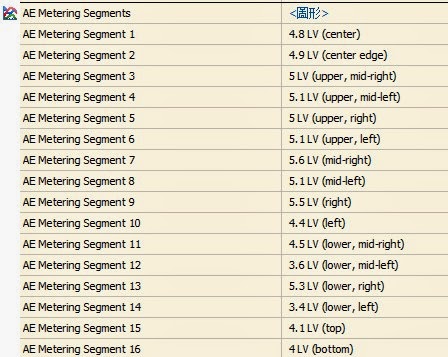 AE Metering Segments <圖形>
AE Metering Segment 1 4.8 LV (center)
AE Metering Segment 2 4.9 LV (center edge)
AE Metering Segment 3 5 LV (upper, mid-right)
AE Metering Segment 4 5.1 LV (upper, mid-left)
AE Metering Segment 5 5 LV (upper, right)
AE Metering Segment 6 5.1 LV (upper, left)
AE Metering Segment 7 5.6 LV (mid-right)
AE Metering Segment 8 5.1 LV (mid-left)
AE Metering Segment 9 5.5 LV (right)
AE Metering Segment 10 4.4 LV (left)
AE Metering Segment 11 4.5 LV (lower, mid-right)
AE Metering Segment 12 3.6 LV (lower, mid-left)
AE Metering Segment 13 5.3 LV (lower, right)
AE Metering Segment 14 3.4 LV (lower, left)
AE Metering Segment 15 4.1 LV (top)
AE Metering Segment 16 4 LV (bottom)